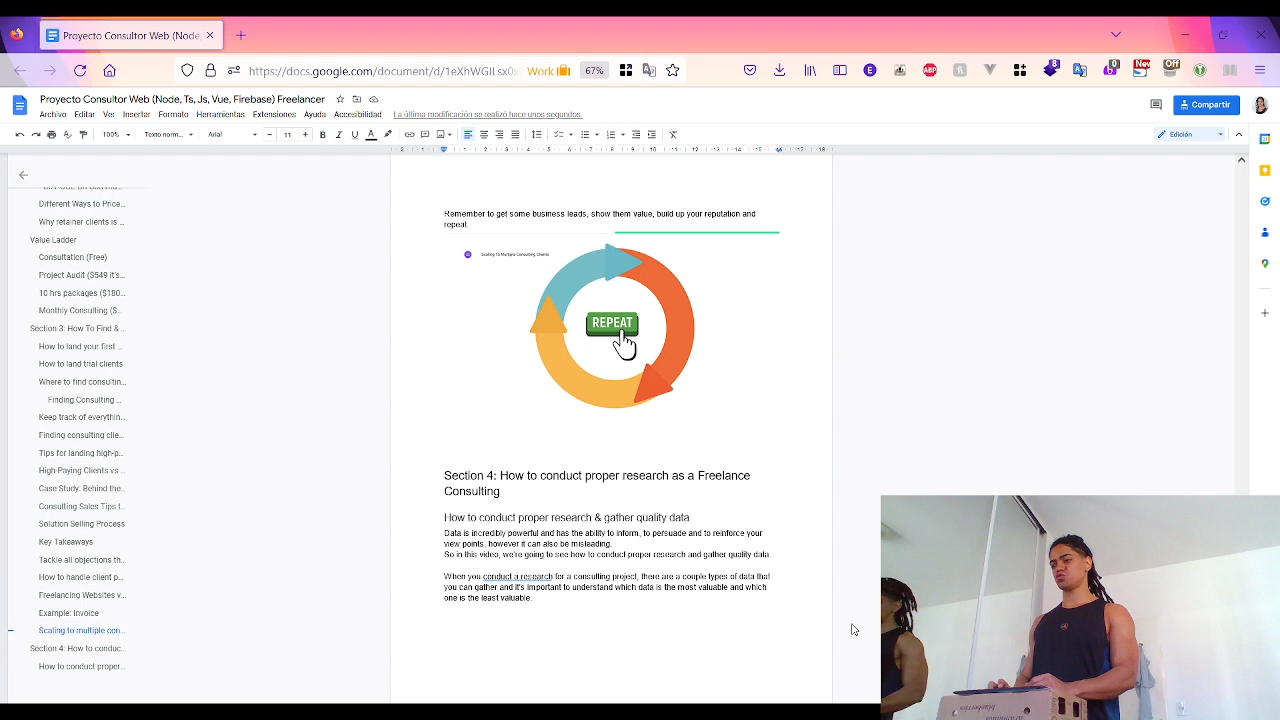 Proyecto Consultor Web (Node,
https://docs.google.com/document/d/1eXhWGIl
Work
67%
New
Off
Proyecto Consultor Web (Node, Ts, Js, Vue, Firebase) Freelancer
Compartir
Archivo Editar Ver Insertar Formato Herramientas Extensiones Ayuda Accesibilidad La última modificación se realizó hace unos segundos.
100% Texto norm... Arial 11 Edición
Different Ways to Price...
Why retainer clients is ...
Value Ladder
Consultation (Free)
Project Audit ($549 it's...
10 hrs packages ($180...
Monthly Consulting ($...
Section 3: How To Find & ...
How to land your first ...
How to land trial clients
Where to find consultin...
Finding Consulting ...
Keep track of everythin...
Finding consulting clie...
Tips for landing high-p...
High-Paying Clients vs ...
Case Study: Behind the...
Consulting Sales Tips t...
Solution Selling Process
Key Takeaways
Tackle all objections th...
How to handle client p...
Freelancing Websites v...
Example: Invoice
Scaling to multiple con...
Section 4: How to conduc...
How to conduct proper...
Remember to get some business leads, show them value, build up your reputation and
repeat.
Scaling To Multiple Consulting Clients
REPEAT
Section 4: How to conduct proper research as a Freelance
Consulting
How to conduct proper research & gather quality data
Data is incredibly powerful and has the ability to inform, to persuade and to reinforce your
view points, however it can also be misleading.
So in this video, we're going to see how to conduct proper research and gather quality data.
When you conduct a research for a consulting project, there are a couple types of data that
you can gather and it's important to understand which data is the most valuable and which
one is the least valuable.